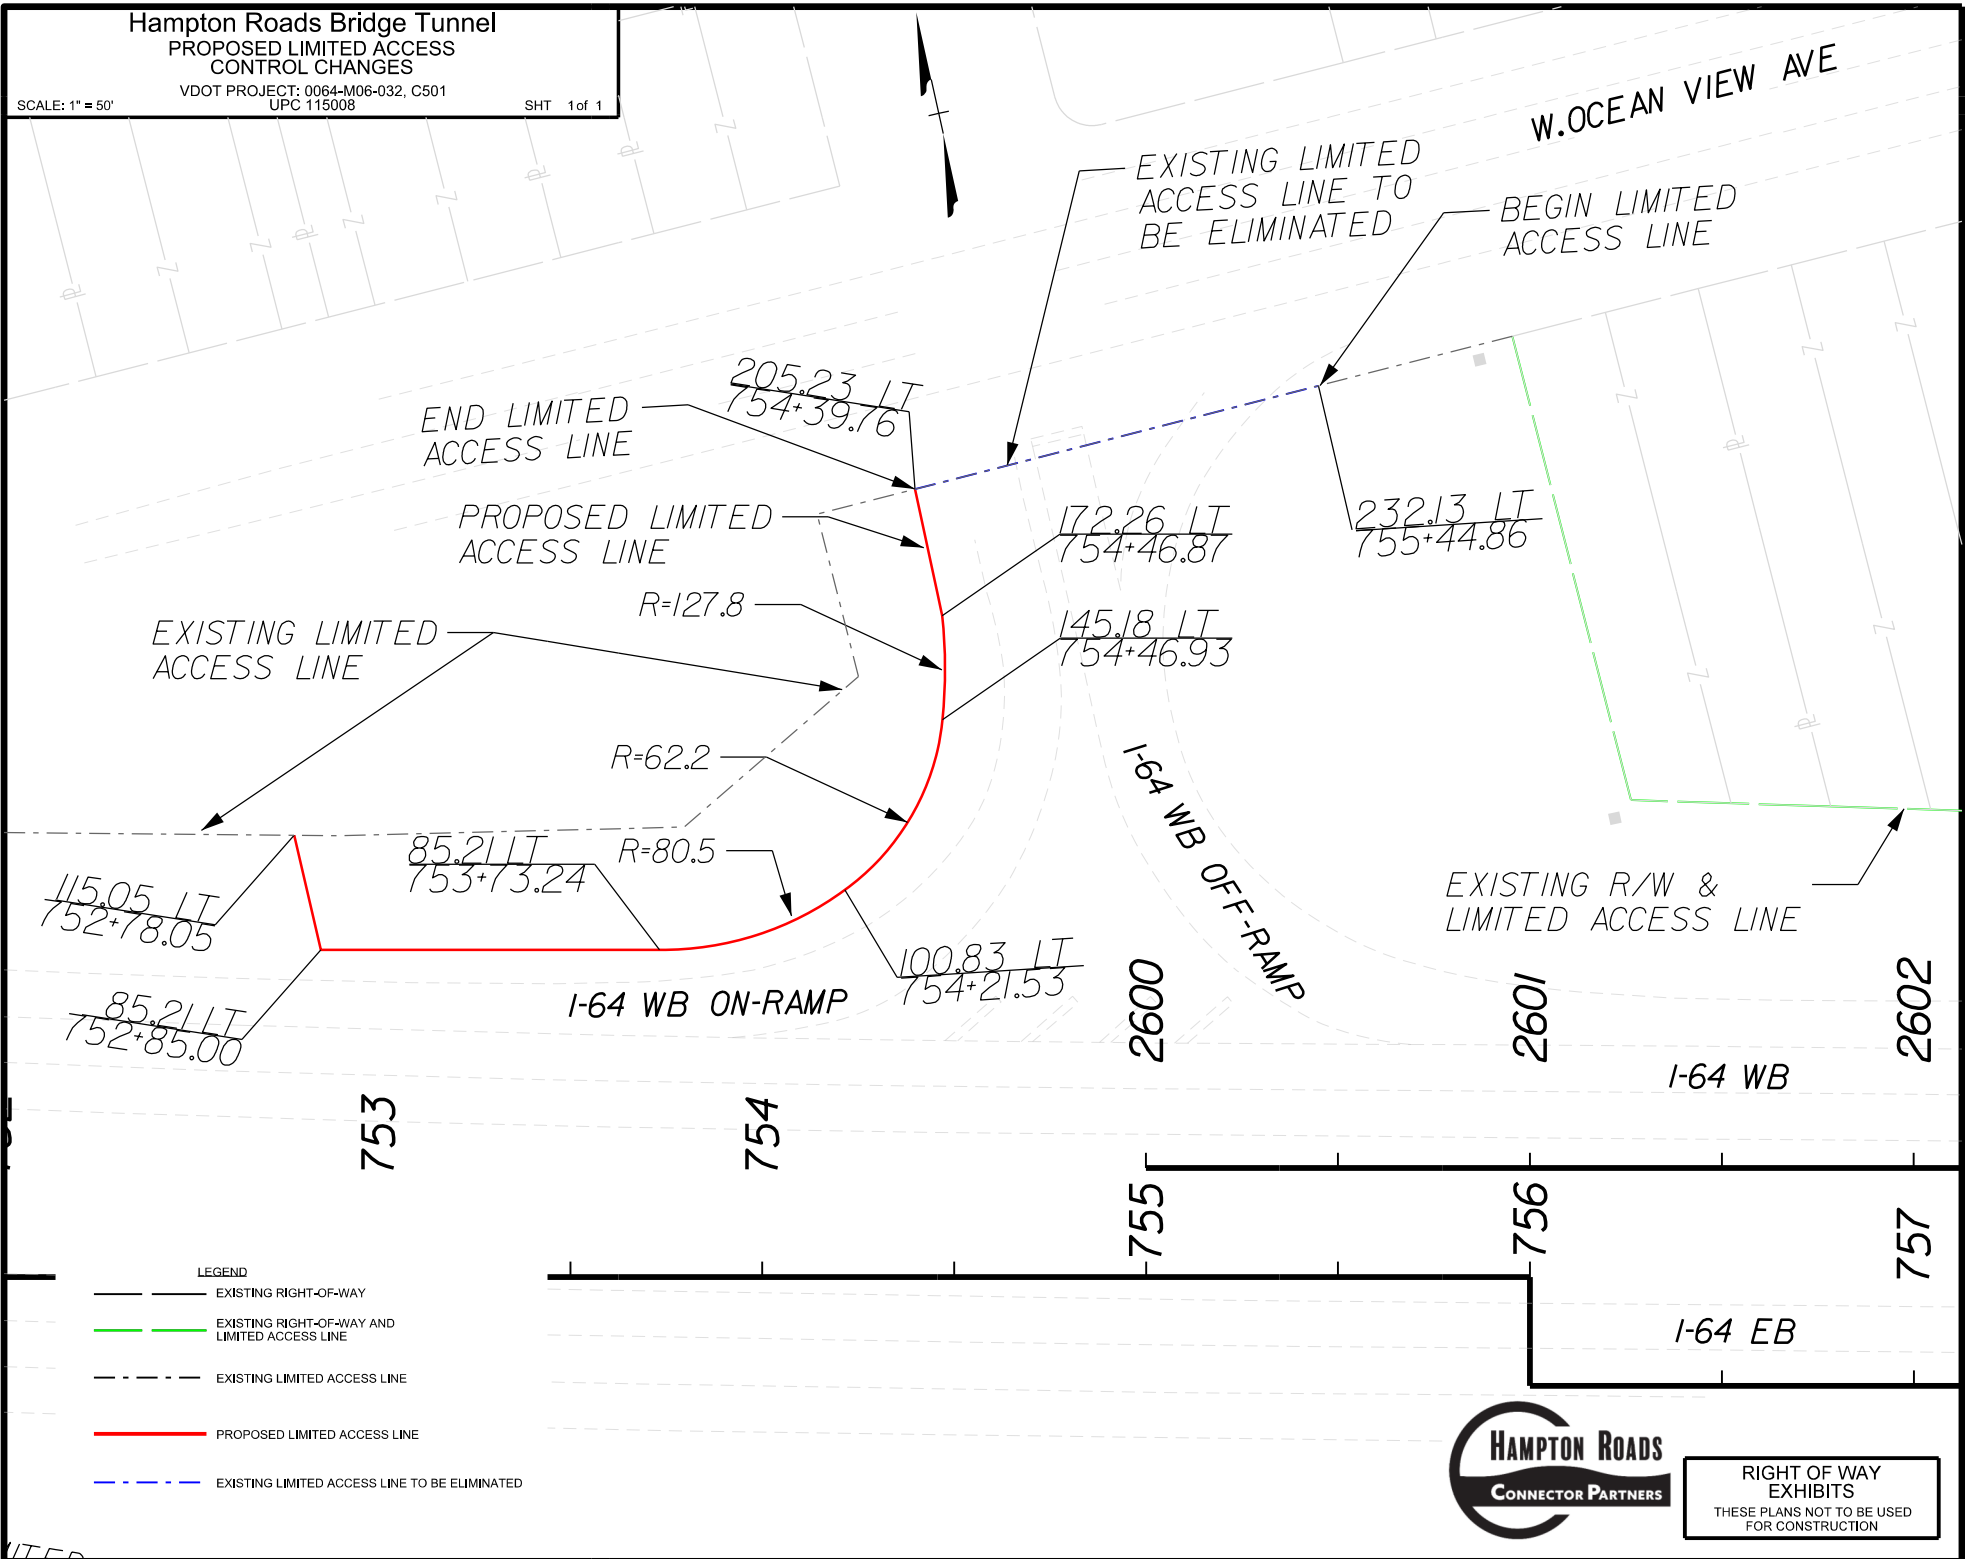 Hampton Roads Bridge Tunnel
PROPOSED LIMITED ACCESS
CONTROL CHANGES
VDOT PROJECT: 0064-M06-032, C501
SCALE: 1" = 50'
UPC 115008
SHT 1of 1
W.OCEAN VIEW AVE
EXISTING LIMITED
ACCESS LINE TO
BE ELIMINATED
BEGIN LIMITED
ACCESS LINE
205.23 LT
754+39.76
END LIMITED
ACCESS LINE
PROPOSED LIMITED
ACCESS LINE
172.26 LT
754+46.87
232.13 LT
755+44.86
R=127.8
EXISTING LIMITED
ACCESS LINE
145.18 LT
754+46.93
R=62.2
I-64 WB OFF-RAMP
85.21 LT
753+73.24
R=80.5
115.05 LT
752+78.05
EXISTING R/W &
LIMITED ACCESS LINE
100.83 LT
754+21.53
85.21 LT
752+85.00
I-64 WB ON-RAMP
2600
2601
2602
I-64 WB
753
754
755
756
757
LEGEND
EXISTING RIGHT-OF-WAY
EXISTING RIGHT-OF-WAY AND
LIMITED ACCESS LINE
EXISTING LIMITED ACCESS LINE
PROPOSED LIMITED ACCESS LINE
EXISTING LIMITED ACCESS LINE TO BE ELIMINATED
I-64 EB
HAMPTON ROADS
CONNECTOR PARTNERS
RIGHT OF WAY
EXHIBITS
THESE PLANS NOT TO BE USED
FOR CONSTRUCTION